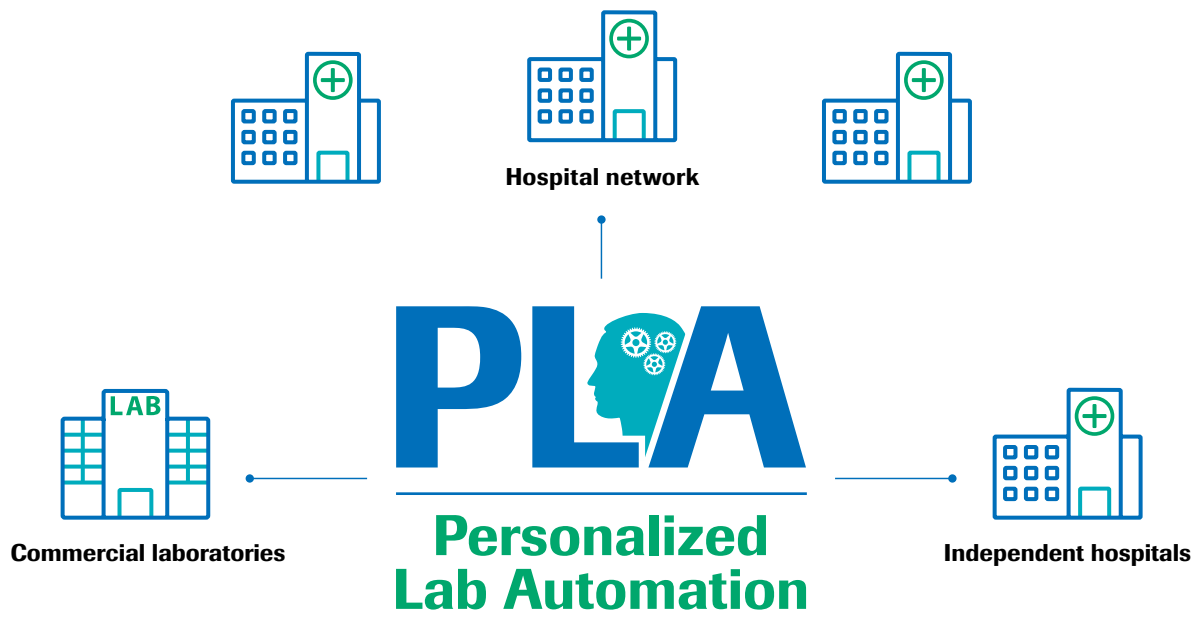 Hospital network
PLA
LAB
Commercial laboratories
Personalized
Lab Automation
Independent hospitals